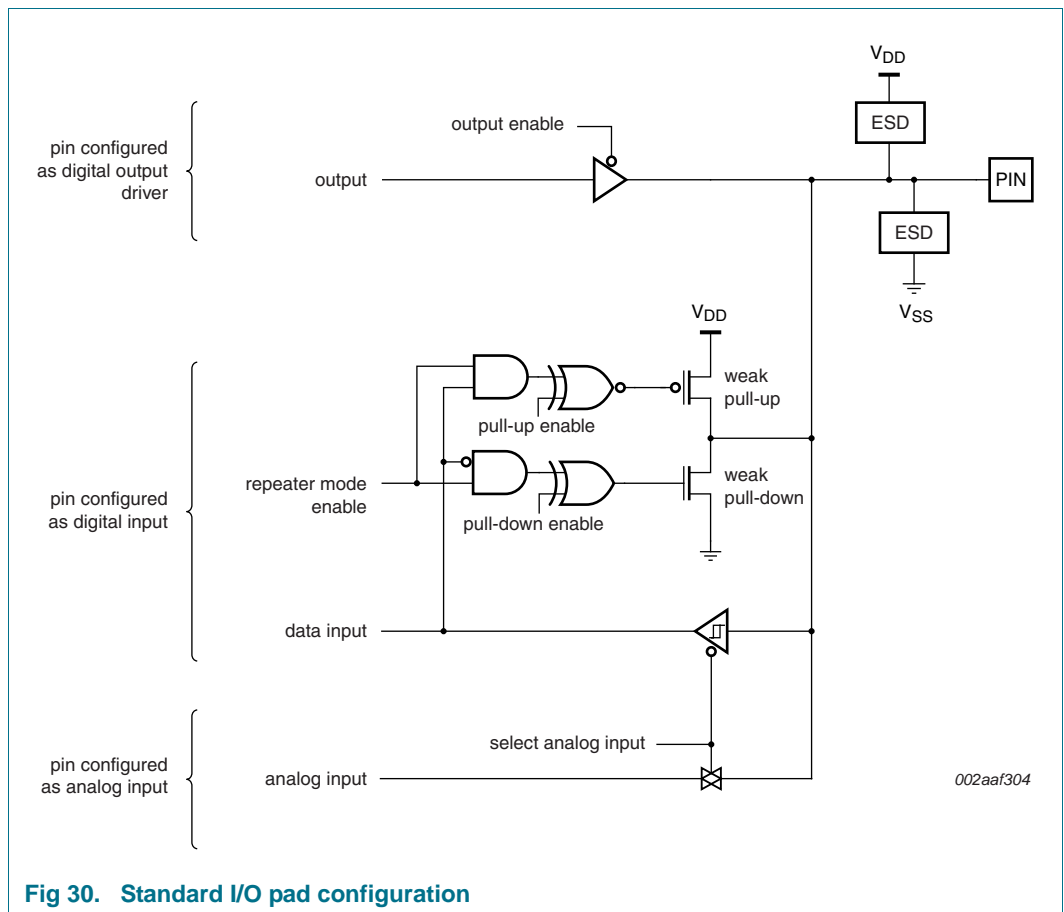 VDD
ESD
output enable
pin configured
as digital output
driver
output
PIN
ESD
VSS
VDD
weak
pull-up
pull-up enable
pin configured
as digital input
repeater mode
enable
weak
pull-down
pull-down enable
data input
select analog input
pin configured
as analog input
analog input
002aaf304
Fig 30. Standard I/O pad configuration